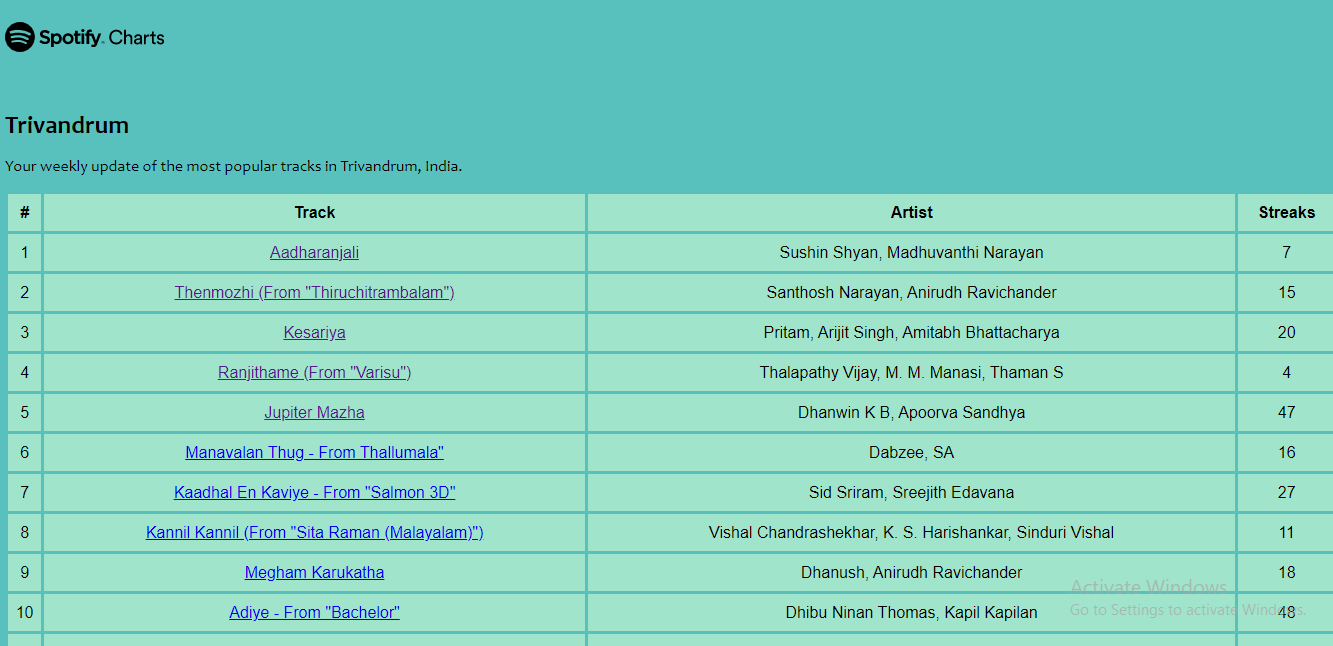 Spotify Charts
Trivandrum
Your weekly update of the most popular tracks in Trivandrum, India.
# Track Artist Streaks
1 Aadharanjali Sushin Shyan, Madhuvanthi Narayan 7
2 Thenmozhi (From "Thiruchitrambalam") Santhosh Narayan, Anirudh Ravichander 15
3 Kesariya Pritam, Arijit Singh, Amitabh Bhattacharya 20
4 Ranjithame (From "Varisu") Thalapathy Vijay, M. M. Manasi, Thaman S 4
5 Jupiter Mazha Dhanwin K B, Apoorva Sandhya 47
6 Manavalan Thug - From Thallumala" Dabzee, SA 16
7 Kaadhal En Kaviye - From "Salmon 3D" Sid Sriram, Sreejith Edavana 27
8 Kannil Kannil (From "Sita Raman (Malayalam)") Vishal Chandrashekhar, K. S. Harishankar, Sinduri Vishal 11
9 Megham Karukatha Dhanush, Anirudh Ravichander 18
10 Adiye - From "Bachelor" Dhibu Ninan Thomas, Kapil Kapilan 48
Activate Windows
Go to Settings to activate Windows.